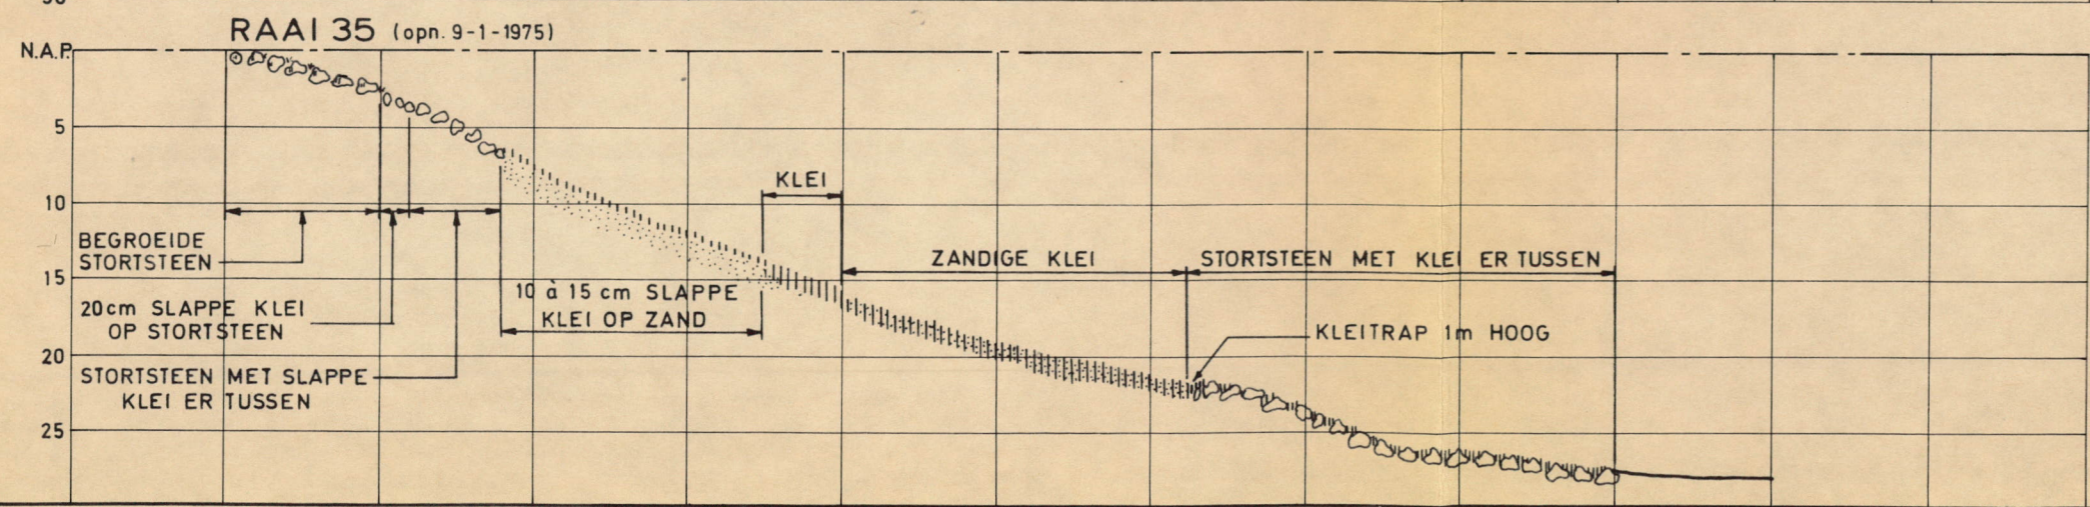 RAAI 35 (opn. 9-1-1975)
N.A.P.
5
10
15
20
25
KLEI
BEGROEIDE
STORTSTEEN
20cm SLAPPE KLEI
OP STORTSTEEN
STORTSTEEN MET SLAPPE
KLEI ER TUSSEN
10 à 15 cm SLAPPE
KLEI OP ZAND
ZANDIGE KLEI
STORTSTEEN MET KLEI ER TUSSEN
KLEITRAP 1m HOOG